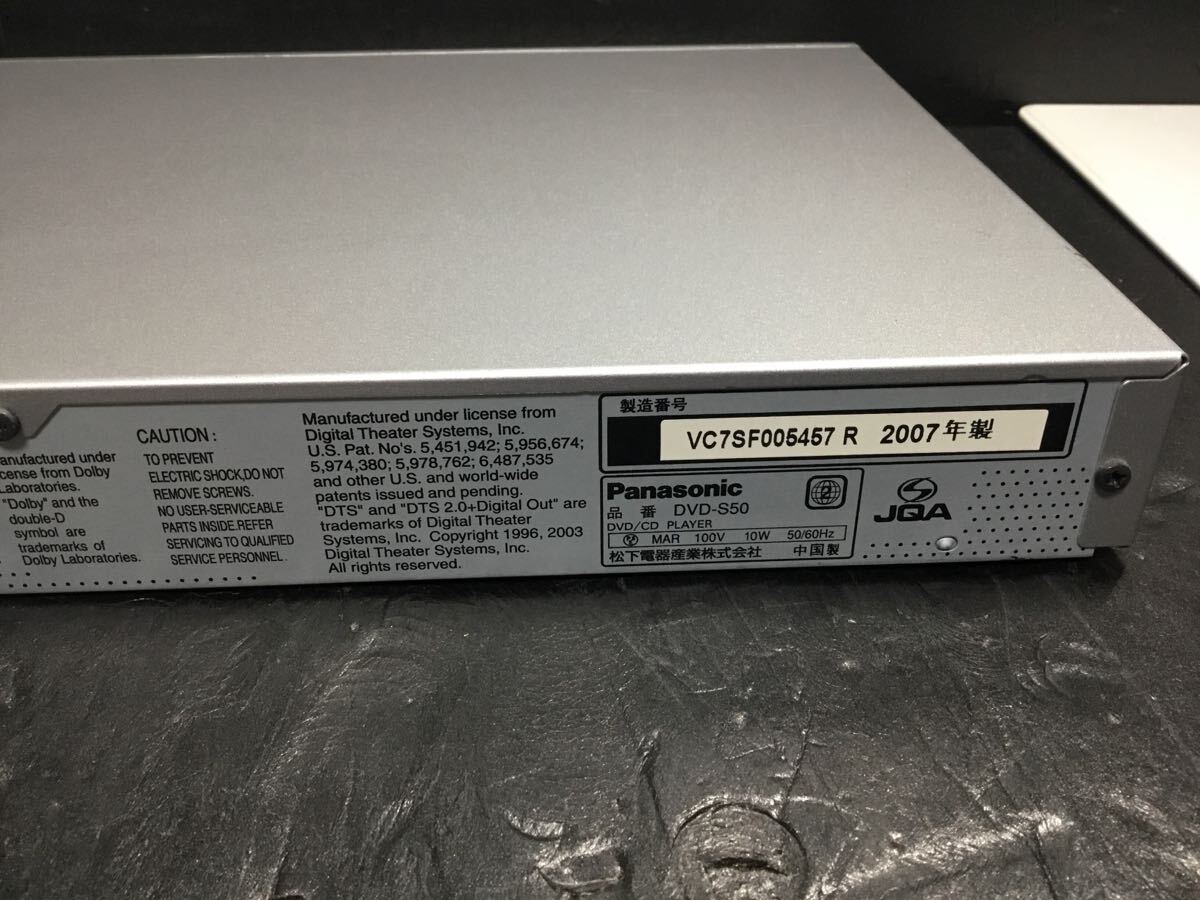 anufactured under
cense from Dolby
Laboratories.
"Dolby" and the
double-D
symbol are
trademarks of
Dolby Laboratories.
CAUTION :
TO PREVENT
ELECTRIC SHOCK,DO NOT
REMOVE SCREWS.
NO USER-SERVICEABLE
PARTS INSIDE.REFER
SERVICING TO QUALIFIED
SERVICE PERSONNEL.
Manufactured under license from
Digital Theater Systems, Inc.
U.S. Pat. No's. 5,451,942; 5,956,674;
5,974,380; 5,978,762; 6,487,535
and other U.S. and world-wide
patents issued and pending.
"DTS" and "DTS 2.0+Digital Out" are
trademarks of Digital Theater
Systems, Inc. Copyright 1996, 2003
Digital Theater Systems, Inc.
All rights reserved.
製造番号
VC7SF005457 R 2007年製
Panasonic
品番 DVD-S50
2
DVD/CD PLAYER
MAR 100V 10W 50/60Hz
松下電器産業株式会社 中国製
JQA